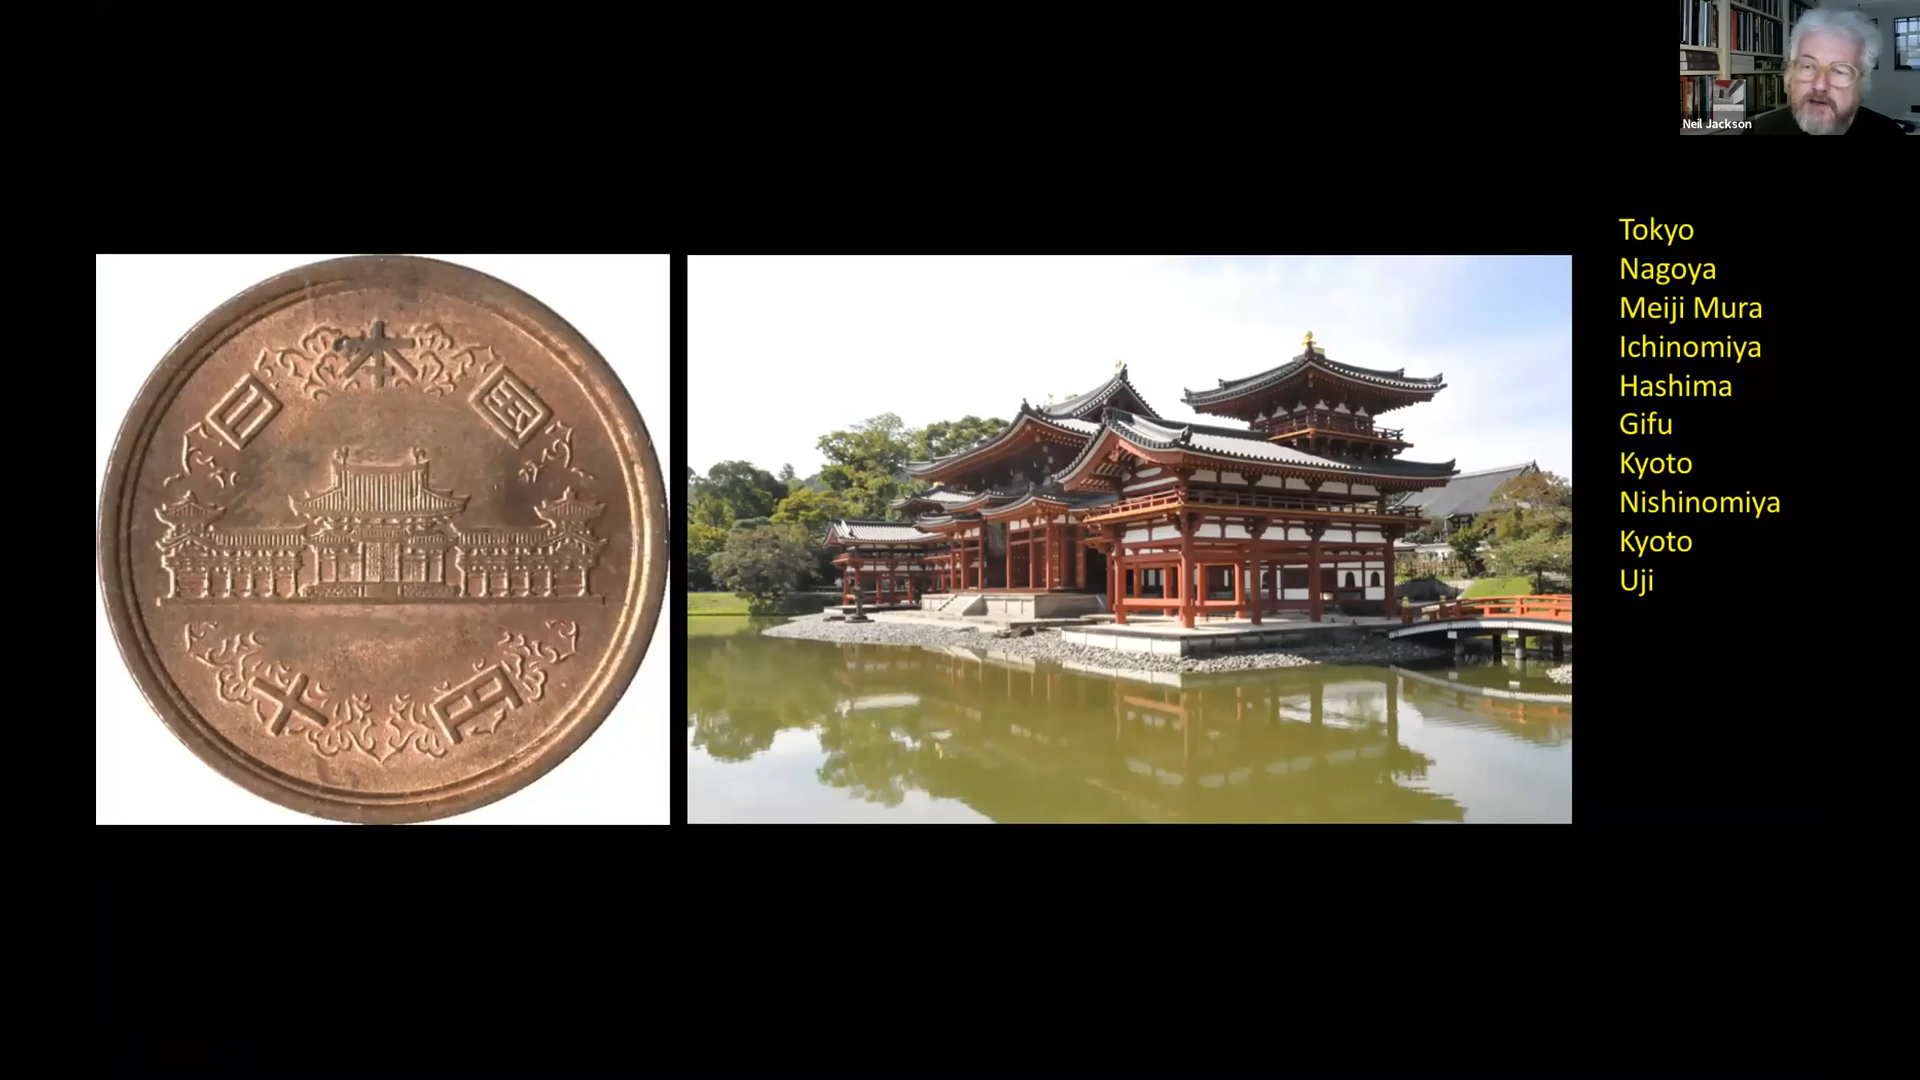 日本国
十円
Neil Jackson
Tokyo
Nagoya
Meiji Mura
Ichinomiya
Hashima
Gifu
Kyoto
Nishinomiya
Kyoto
Uji